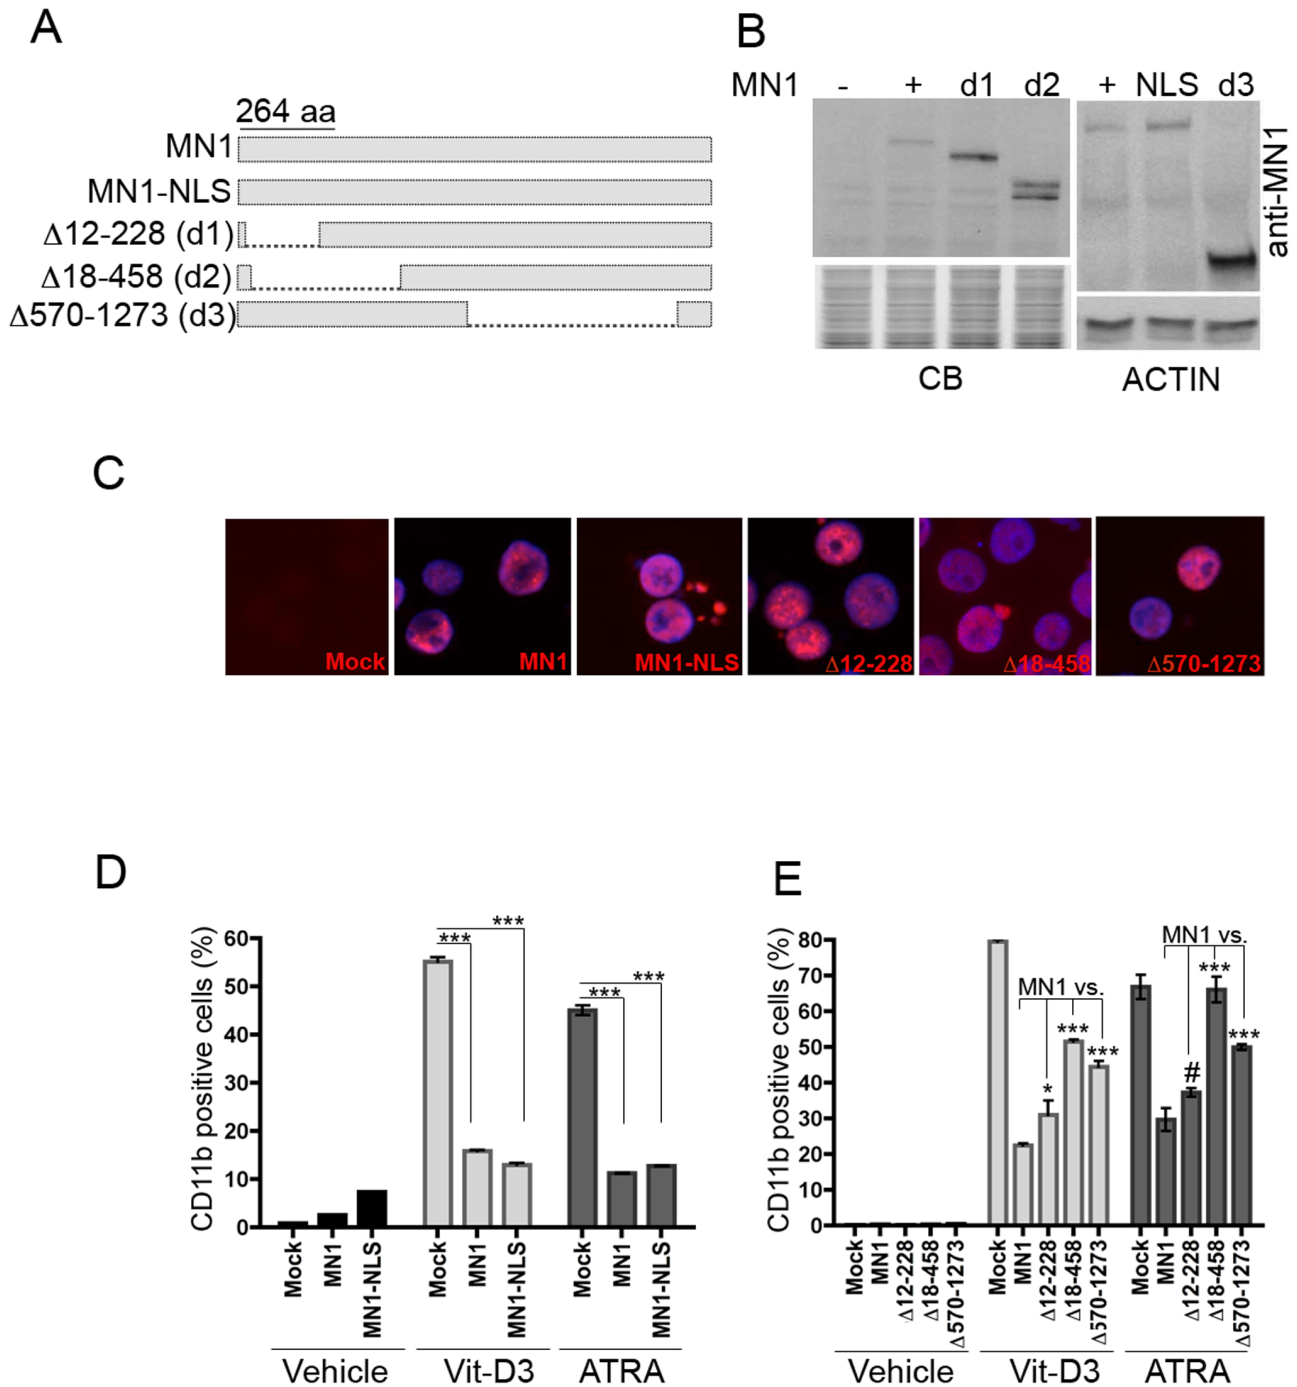 A
264 aa
MN1
MN1-NLS
Δ12-228 (d1)
Δ18-458 (d2)
Δ570-1273 (d3)
B
MN1 - + d1 d2 + NLS d3
anti-MN1
CB ACTIN
C
Mock MN1 MN1-NLS Δ12-228 Δ18-458 Δ570-1273
D
CD11b positive cells (%)
60
50
40
30
20
10
0
*** ***
*** ***
Mock MN1 MN1-NLS Mock MN1 MN1-NLS Mock MN1 MN1-NLS
Vehicle Vit-D3 ATRA
E
CD11b positive cells (%)
80
70
60
50
40
30
20
10
0
MN1 vs.
* *** ***
MN1 vs.
# *** ***
Mock MN1 Δ12-228 Δ18-458 Δ570-1273 Mock MN1 Δ12-228 Δ18-458 Δ570-1273 Mock MN1 Δ12-228 Δ18-458 Δ570-1273
Vehicle Vit-D3 ATRA